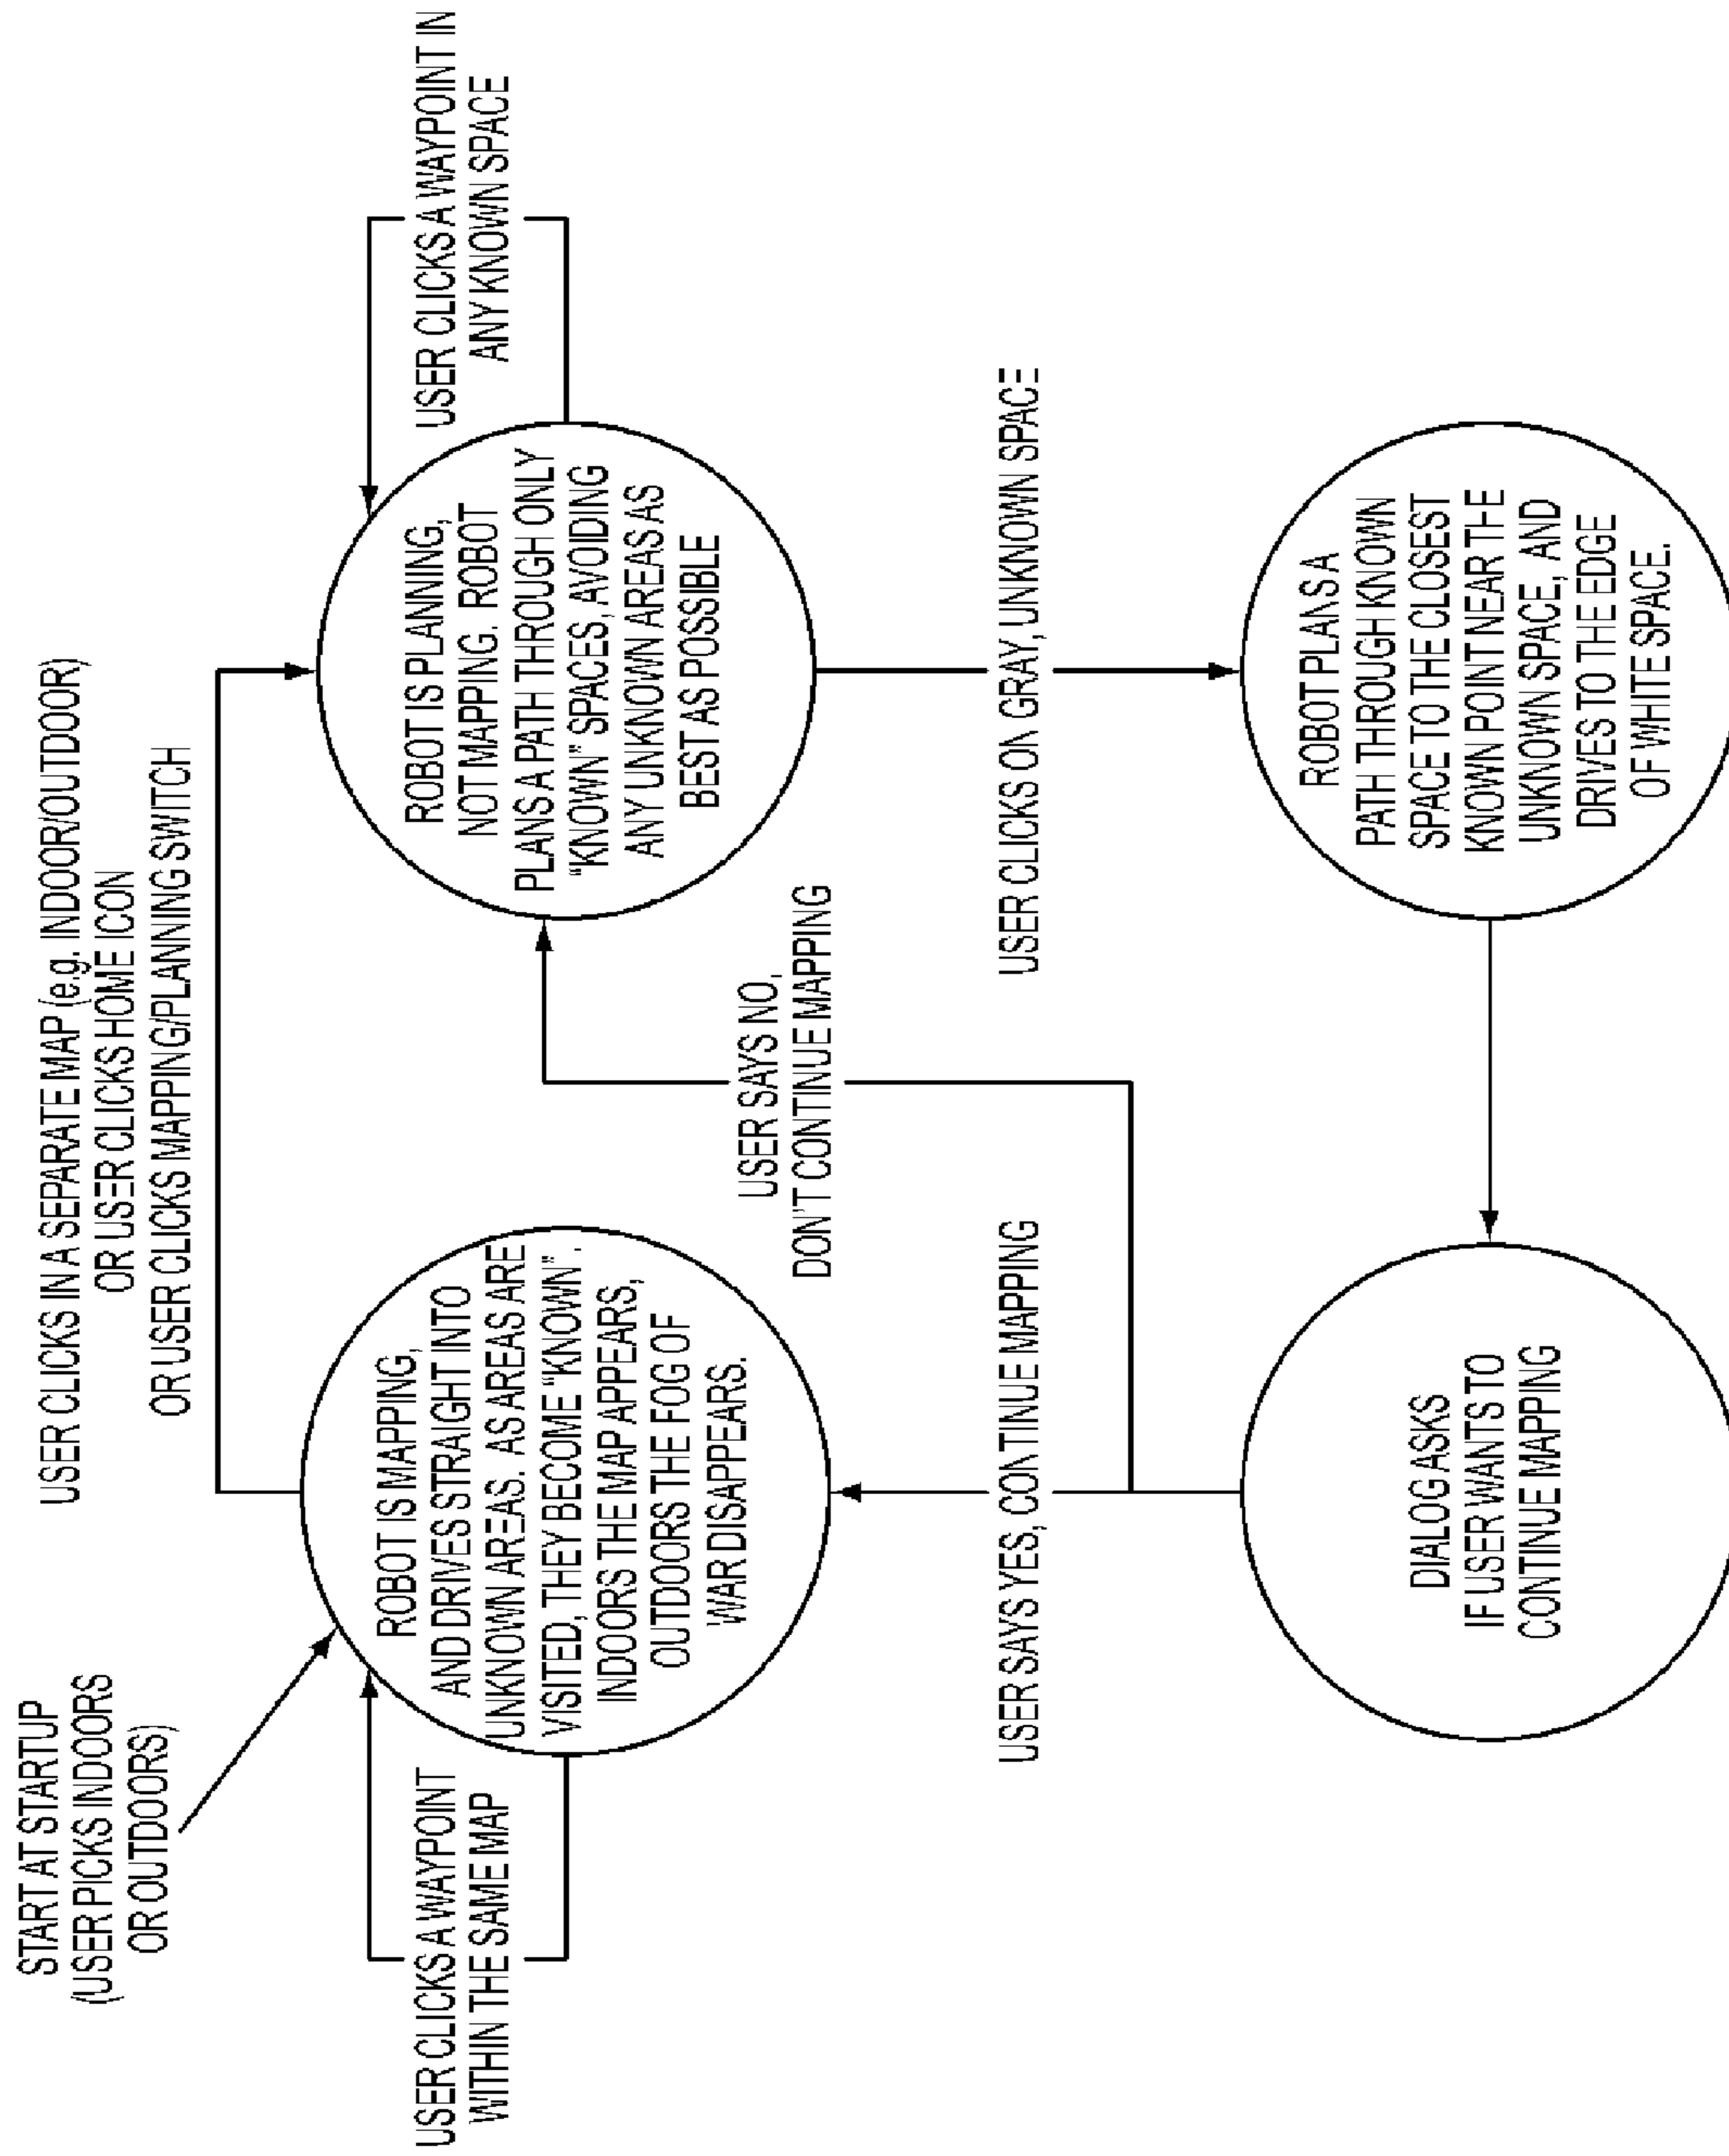 START AT STARTUP
(USER PICKS INDOORS
OR OUTDOORS)
USER CLICKS IN A SEPARATE MAP (e.g. INDOOR/OUTDOOR)
OR USER CLICKS HOME ICON
OR USER CLICKS MAPPING/PLANNING SWITCH
USER CLICKS A WAYPOINT
WITHIN THE SAME MAP
ROBOT IS MAPPING,
AND DRIVES STRAIGHT INTO
UNKNOWN AREAS. AS AREAS ARE
VISITED, THEY BECOME “KNOWN”.
INDOORS THE MAP APPEARS,
OUTDOORS THE FOG OF
WAR DISAPPEARS.
ROBOT IS PLANNING,
NOT MAPPING. ROBOT
PLANS A PATH THROUGH ONLY
“KNOWN” SPACES, AVOIDING
ANY UNKNOWN AREAS AS
BEST AS POSSIBLE
USER CLICKS A WAYPOINT IN
ANY KNOWN SPACE
USER SAYS NO,
DON'T CONTINUE MAPPING
USER SAYS YES, CONTINUE MAPPING
USER CLICKS ON GRAY, UNKNOWN SPACE
DIALOG ASKS
IF USER WANTS TO
CONTINUE MAPPING
ROBOT PLANS A
PATH THROUGH KNOWN
SPACE TO THE CLOSEST
KNOWN POINT NEAR THE
UNKNOWN SPACE, AND
DRIVES TO THE EDGE
OF WHITE SPACE.